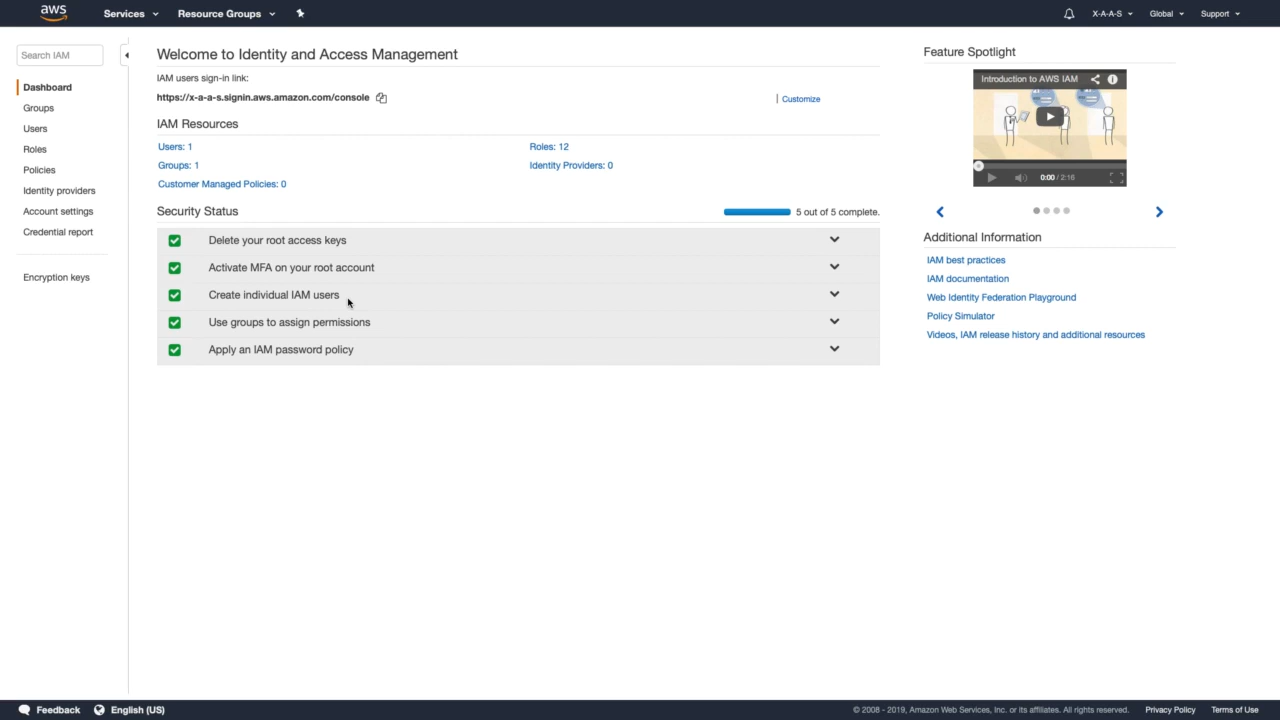 aws
Services
Resource Groups
X-A-A-S
Global
Support
Search IAM
Dashboard
Groups
Users
Roles
Policies
Identity providers
Account settings
Credential report
Encryption keys
Welcome to Identity and Access Management
IAM users sign-in link:
https://x-a-a-s.signin.aws.amazon.com/console
| Customize
IAM Resources
Users: 1
Roles: 12
Groups: 1
Identity Providers: 0
Customer Managed Policies: 0
Security Status
5 out of 5 complete.
Delete your root access keys
Activate MFA on your root account
Create individual IAM users
Use groups to assign permissions
Apply an IAM password policy
Feature Spotlight
Introduction to AWS IAM
0:00 / 2:16
Additional Information
IAM best practices
IAM documentation
Web Identity Federation Playground
Policy Simulator
Videos, IAM release history and additional resources
Feedback
English (US)
© 2008 - 2019, Amazon Web Services, Inc. or its affiliates. All rights reserved.
Privacy Policy
Terms of Use